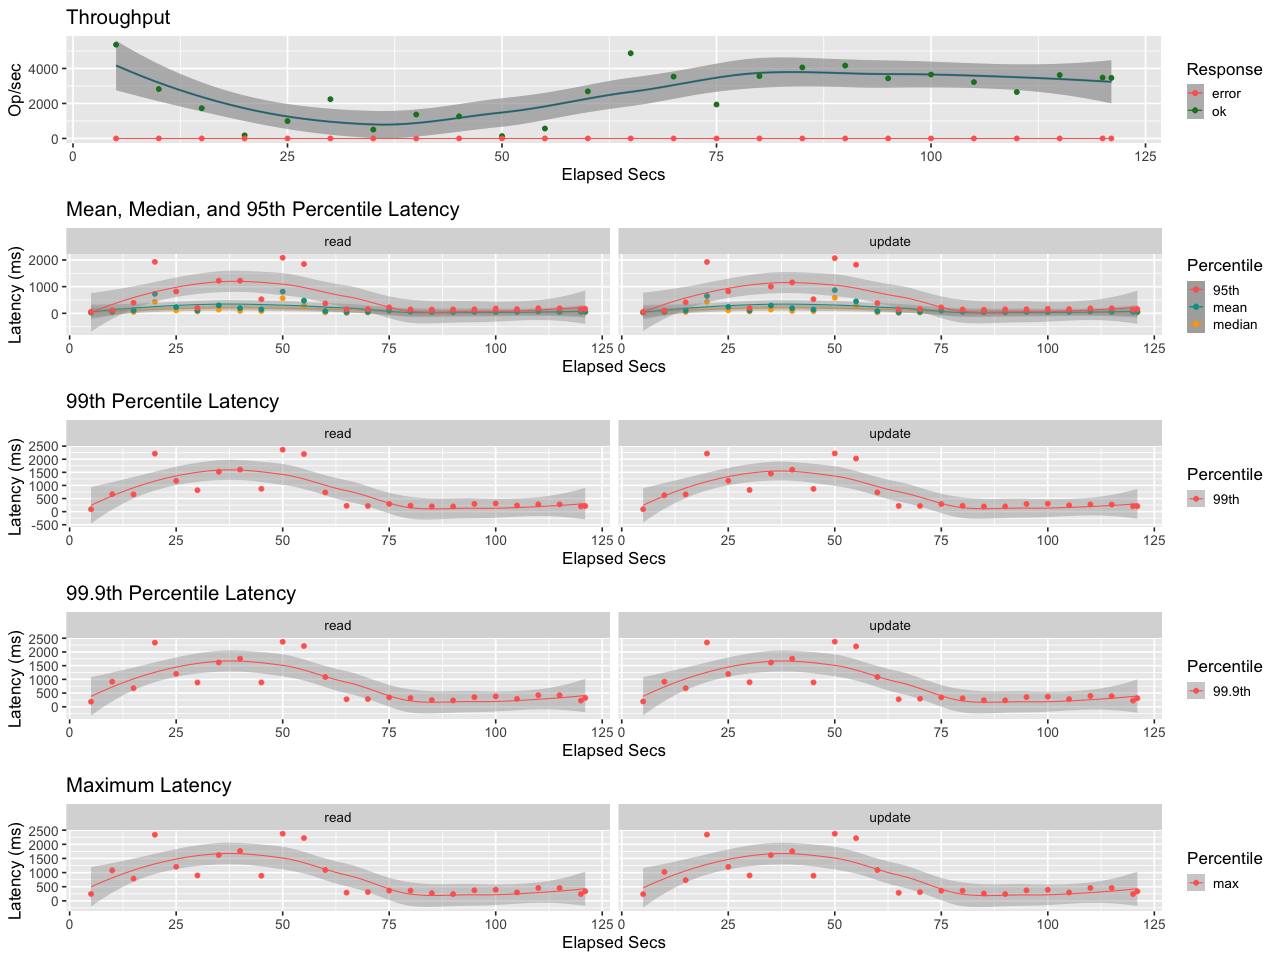 Throughput
Op/sec
4000
2000
0
0 25 50 75 100 125
Elapsed Secs
Response
error
ok
Mean, Median, and 95th Percentile Latency
read update
Latency (ms)
2000
1000
0
0 25 50 75 100 125 0 25 50 75 100 125
Elapsed Secs
Percentile
95th
mean
median
99th Percentile Latency
read update
Latency (ms)
2500
2000
1500
1000
500
0
-500
0 25 50 75 100 125 0 25 50 75 100 125
Elapsed Secs
Percentile
99th
99.9th Percentile Latency
read update
Latency (ms)
2500
2000
1500
1000
500
0
0 25 50 75 100 125 0 25 50 75 100 125
Elapsed Secs
Percentile
99.9th
Maximum Latency
read update
Latency (ms)
2500
2000
1500
1000
500
0
0 25 50 75 100 125 0 25 50 75 100 125
Elapsed Secs
Percentile
max